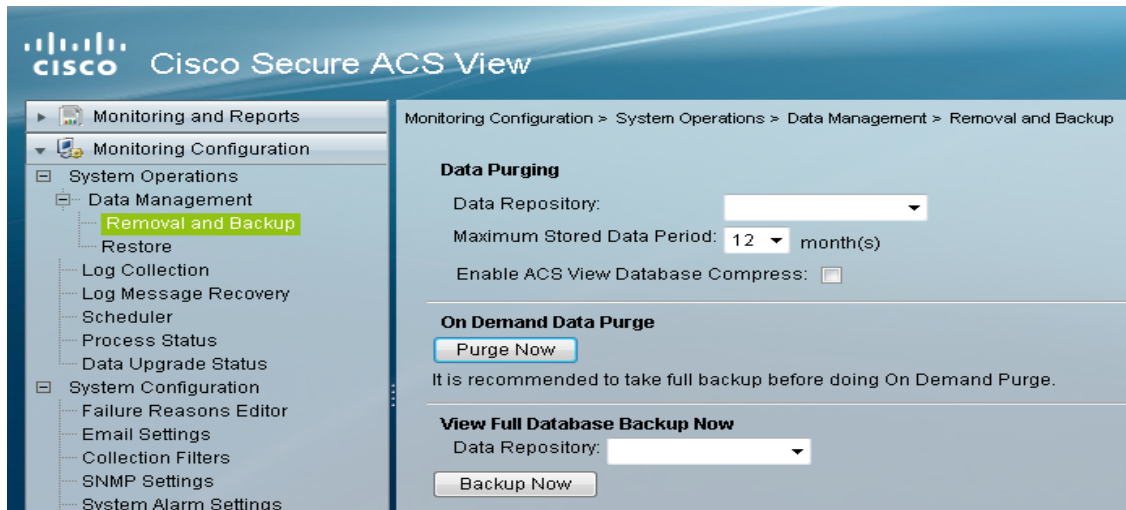 CISCO Cisco Secure ACS View
Monitoring and Reports
Monitoring Configuration
System Operations
Data Management
Removal and Backup
Restore
Log Collection
Log Message Recovery
Scheduler
Process Status
Data Upgrade Status
System Configuration
Failure Reasons Editor
Email Settings
Collection Filters
SNMP Settings
System Alarm Settings
Monitoring Configuration > System Operations > Data Management > Removal and Backup
Data Purging
Data Repository:
Maximum Stored Data Period: 12 month(s)
Enable ACS View Database Compress:
On Demand Data Purge
Purge Now
It is recommended to take full backup before doing On Demand Purge.
View Full Database Backup Now
Data Repository:
Backup Now